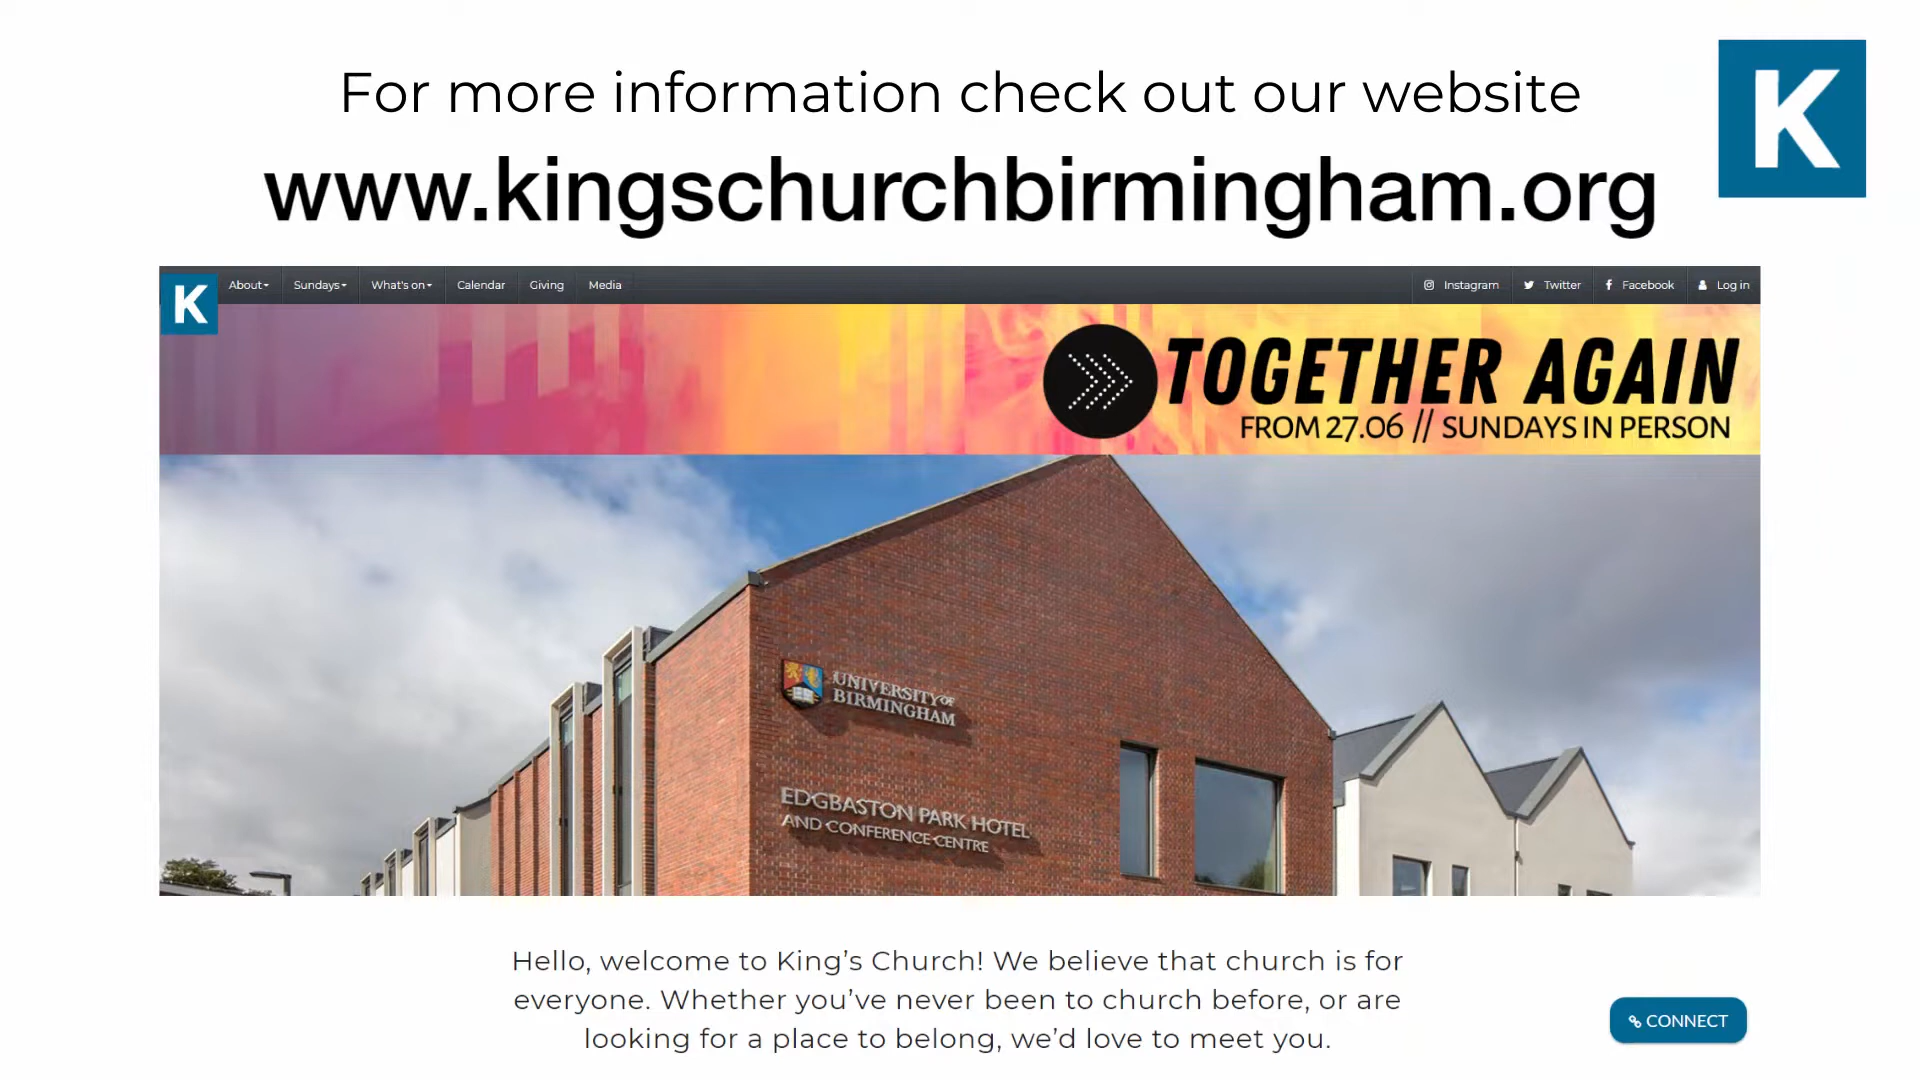 For more information check out our website
K
www.kingschurchbirmingham.org
K About Sundays What's on Calendar Giving Media Instagram Twitter Facebook Log in
TOGETHER AGAIN
FROM 27.06 // SUNDAYS IN PERSON
UNIVERSITY OF
BIRMINGHAM
EDGBASTON PARK HOTEL
AND CONFERENCE CENTRE
Hello, welcome to King’s Church! We believe that church is for
everyone. Whether you’ve never been to church before, or are
looking for a place to belong, we’d love to meet you.
CONNECT